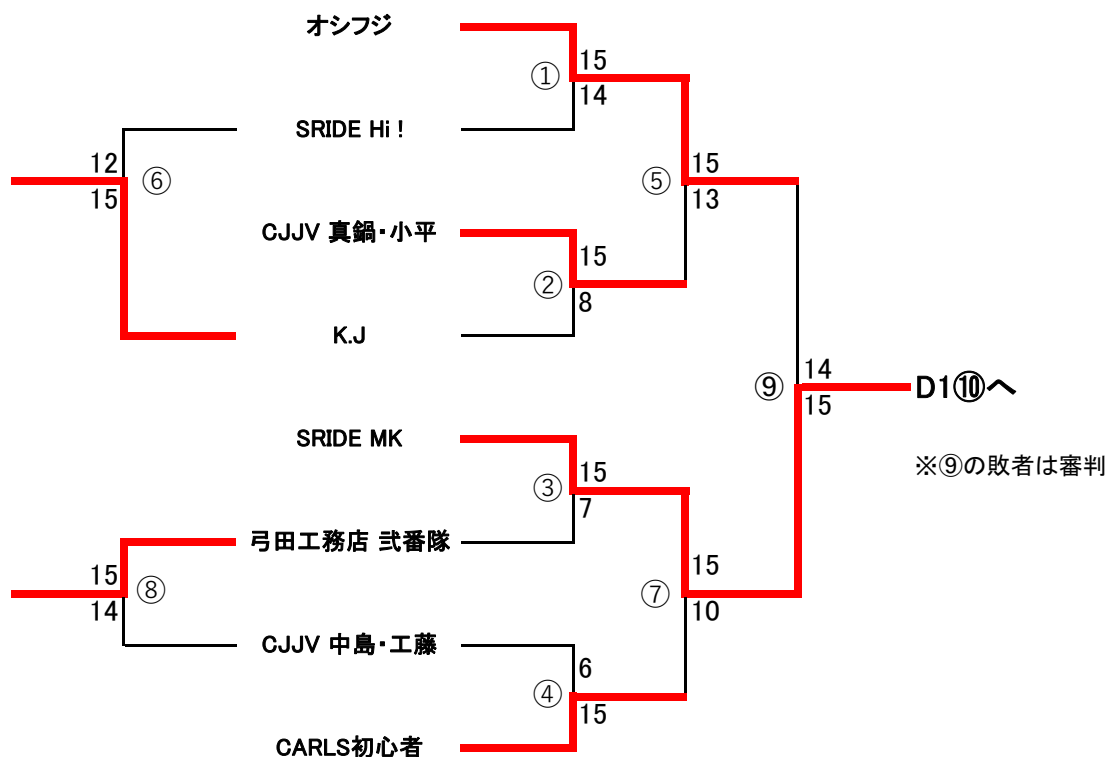 オシフジ
15
①
14
SRIDE Hi !
12
⑥
15
15
⑤
13
CJJV 真鍋・小平
15
②
8
K.J
14
⑨
15
D1⑩へ
SRIDE MK
※⑨の敗者は審判
15
③
7
弓田工務店 弐番隊
15
⑧
14
15
⑦
10
CJJV 中島・工藤
6
④
15
CARLS初心者